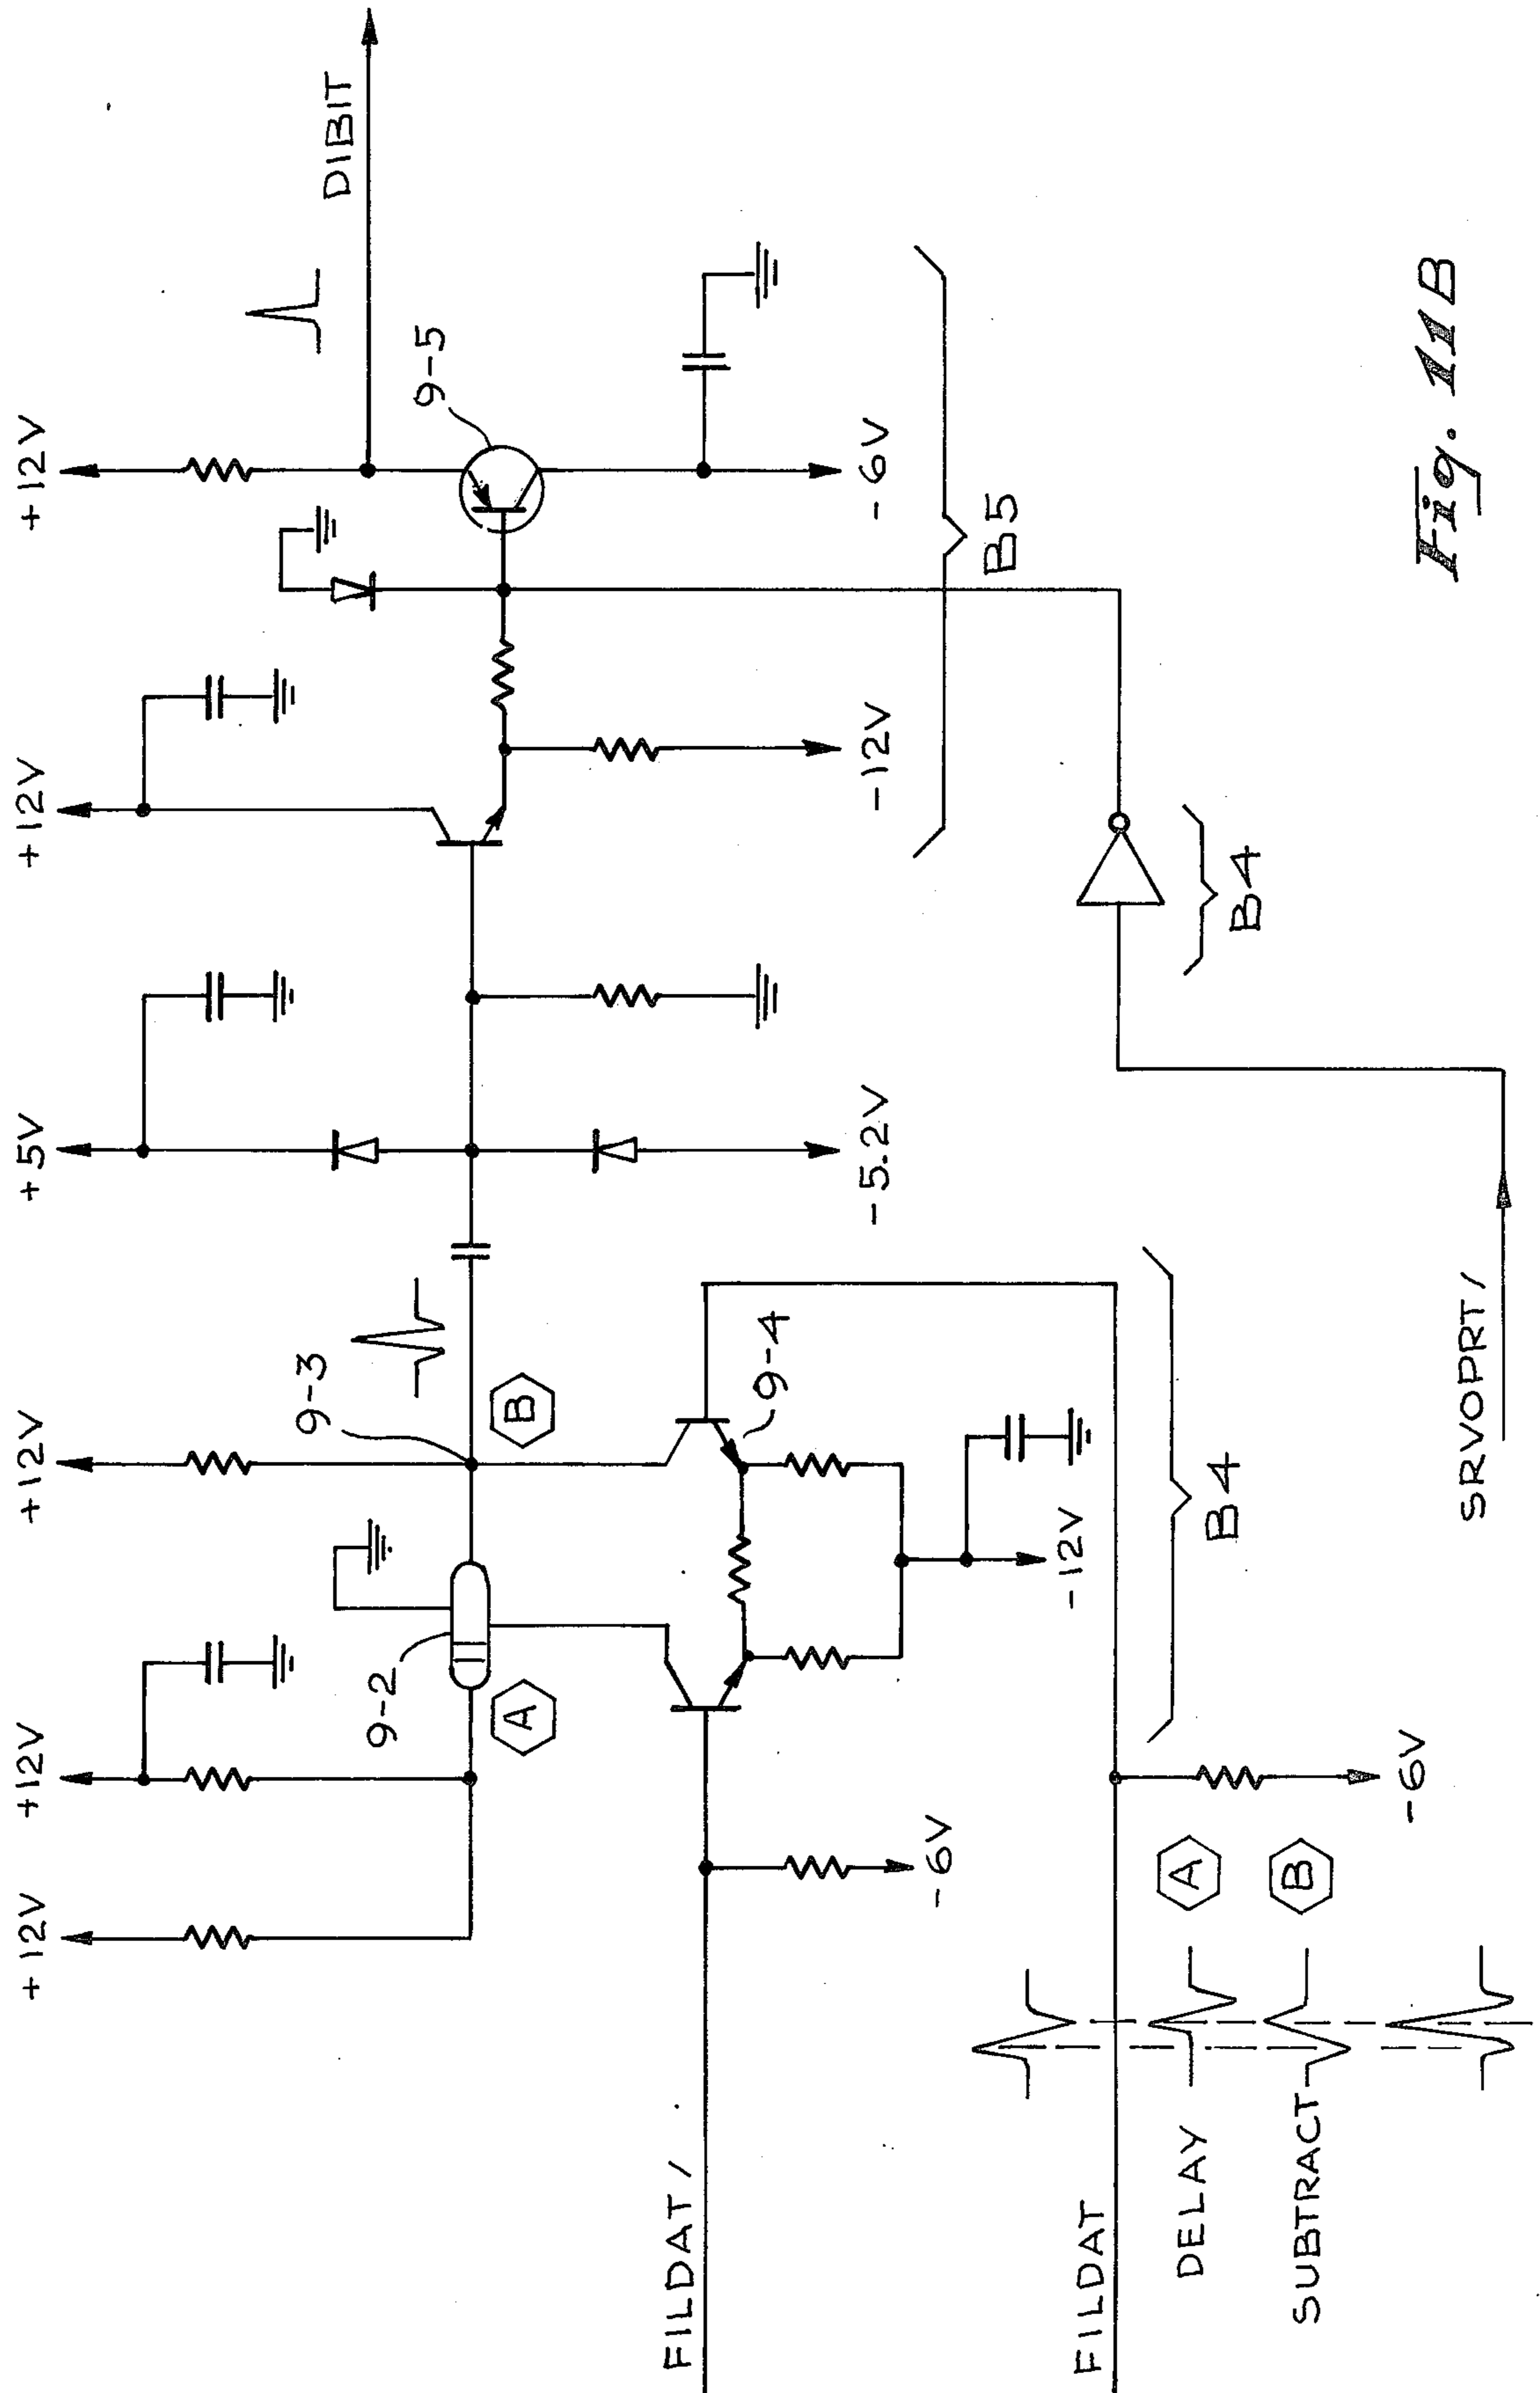 +12V
+12V
+12V
+5V
+12V
+12V
DIBIT
9-2
A
9-3
B
9-5
FILDAT/
-6V
9-4
-12V
-5.2V
-12V
-6V
B4
B5
FILDAT
DELAY
A
SUBTRACT
B
-6V
B4
SRVOPRT/
Fig. 11B